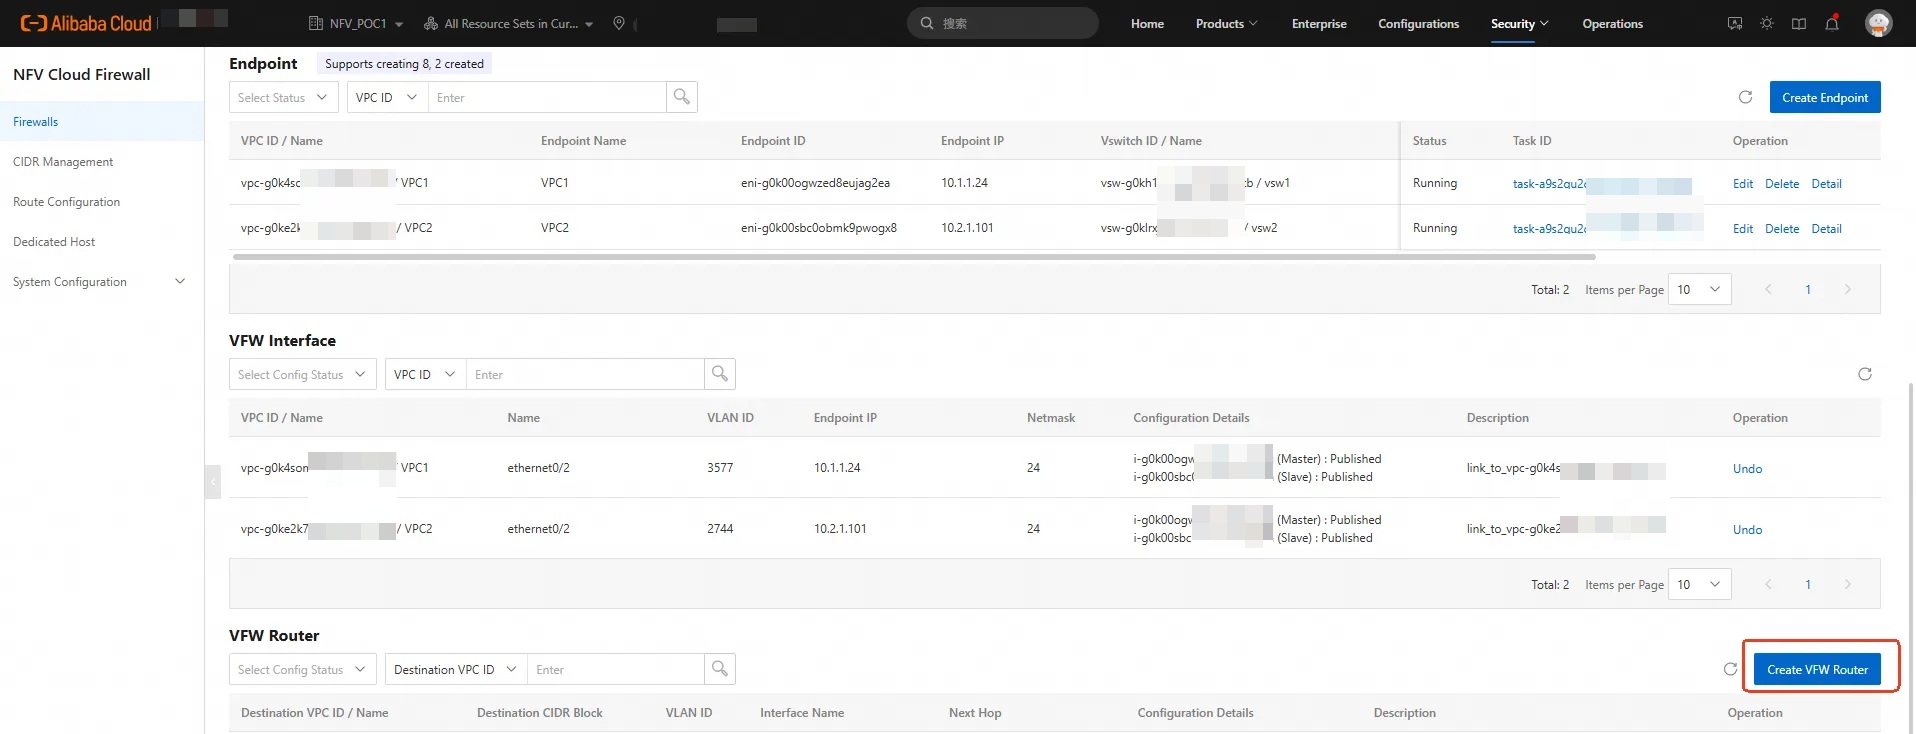 Alibaba Cloud | NFV_POC1 All Resource Sets in Cur... 搜索 Home Products Enterprise Configurations Security Operations
NFV Cloud Firewall
Firewalls
CIDR Management
Route Configuration
Dedicated Host
System Configuration
Endpoint Supports creating 8, 2 created
Select Status VPC ID Enter Create Endpoint
VPC ID / Name Endpoint Name Endpoint ID Endpoint IP Vswitch ID / Name Status Task ID Operation
vpc-g0k4sc / VPC1 VPC1 eni-g0k00ogwzed8eujag2ea 10.1.1.24 vsw-g0kh1 :b / vsw1 Running task-a9s2qu2 Edit Delete Detail
vpc-g0ke2k / VPC2 VPC2 eni-g0k00sbc0obmk9pwogx8 10.2.1.101 vsw-g0klrx / vsw2 Running task-a9s2qu2 Edit Delete Detail
Total: 2 Items per Page 10 1
VFW Interface
Select Config Status VPC ID Enter
VPC ID / Name Name VLAN ID Endpoint IP Netmask Configuration Details Description Operation
vpc-g0k4som VPC1 ethernet0/2 3577 10.1.1.24 24 i-g0k00ogw (Master) : Published link_to_vpc-g0k4s Undo
i-g0k00sbc (Slave) : Published
vpc-g0ke2k7 / VPC2 ethernet0/2 2744 10.2.1.101 24 i-g0k00ogw (Master) : Published link_to_vpc-g0ke2 Undo
i-g0k00sbc (Slave) : Published
Total: 2 Items per Page 10 1
VFW Router
Select Config Status Destination VPC ID Enter Create VFW Router
Destination VPC ID / Name Destination CIDR Block VLAN ID Interface Name Next Hop Configuration Details Description Operation